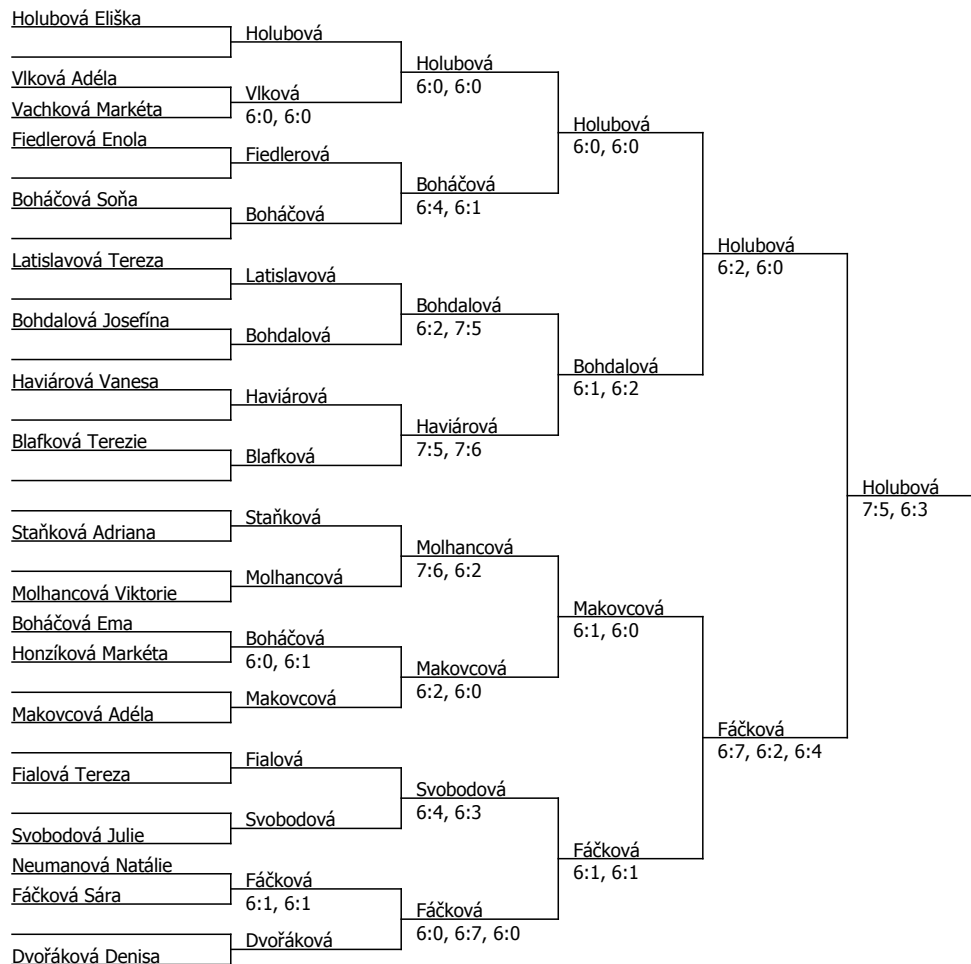 Holubová Eliška
Holubová
Holubová
6:0, 6:0
Vlková Adéla
Vlková
6:0, 6:0
Vachková Markéta
Holubová
6:0, 6:0
Fiedlerová Enola
Fiedlerová
Boháčová
6:4, 6:1
Boháčová Soňa
Boháčová
Holubová
6:2, 6:0
Latislavová Tereza
Latislavová
Bohdalová
6:2, 7:5
Bohdalová Josefína
Bohdalová
Bohdalová
6:1, 6:2
Haviárová Vanesa
Haviárová
Haviárová
7:5, 7:6
Blafková Terezie
Blafková
Holubová
7:5, 6:3
Staňková
Staňková Adriana
Molhancová
7:6, 6:2
Molhancová
Molhancová Viktorie
Makovcová
6:1, 6:0
Boháčová Ema
Boháčová
6:0, 6:1
Honzíková Markéta
Makovcová
6:2, 6:0
Makovcová
Makovcová Adéla
Fáčková
6:7, 6:2, 6:4
Fialová
Fialová Tereza
Svobodová
6:4, 6:3
Svobodová
Svobodová Julie
Fáčková
6:1, 6:1
Neumanová Natálie
Fáčková
6:1, 6:1
Fáčková Sára
Fáčková
6:0, 6:7, 6:0
Dvořáková
Dvořáková Denisa